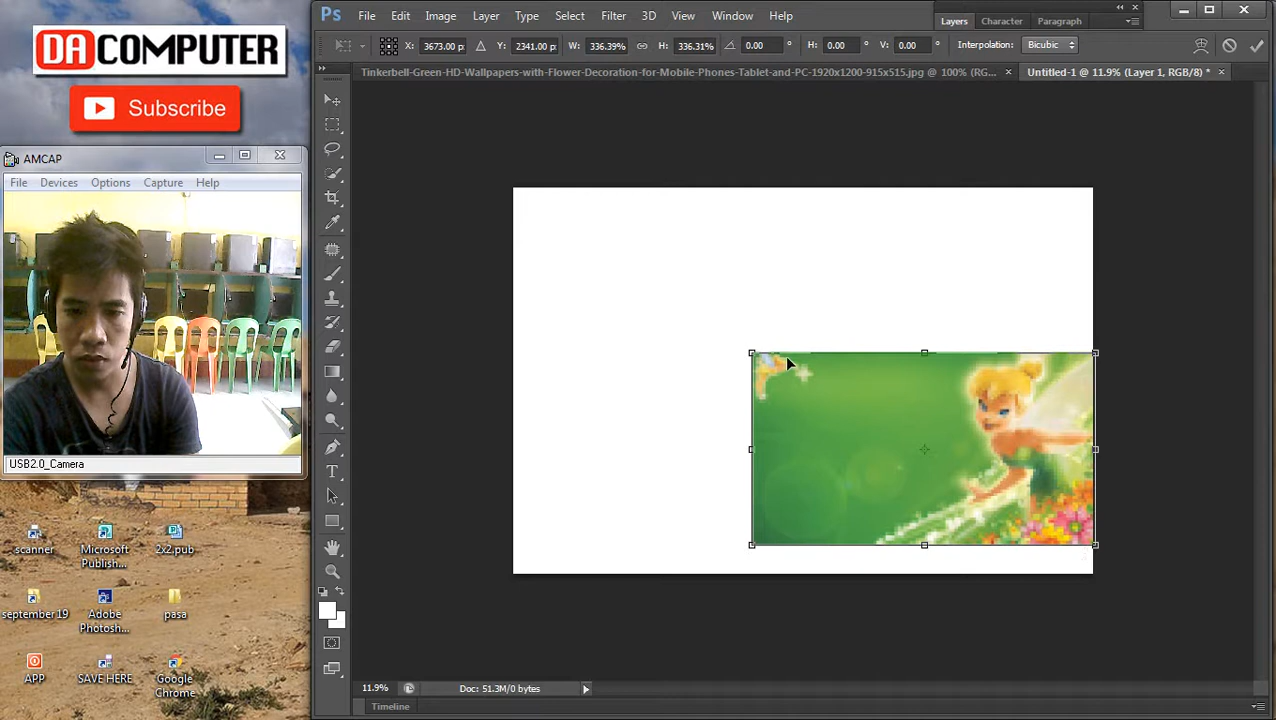 DACOMPUTER
Subscribe
AMCAP
File Devices Options Capture Help
USB2.0_Camera
scanner
Microsoft Publish...
2x2.pub
september19
Adobe Photosh...
pasa
APP
SAVE HERE
Google Chrome
Ps File Edit Image Layer Type Select Filter 3D View Window Help
Layers Character Paragraph
X: 3673.00 p Y: 2341.00 p W: 336.39% H: 336.31% 0.00 ° H: 0.00 ° V: 0.00 ° Interpolation: Bicubic
Tinkerbell-Green-HD-Wallpapers-with-Flower-Decoration-for-Mobile-Phones-Tablet-and-PC-1920x1200-915x515.jpg @ 100% (RG... × Untitled-1 @ 11.9% (Layer 1, RGB/8) * ×
11.9% Doc: 51.3M/0 bytes
Timeline